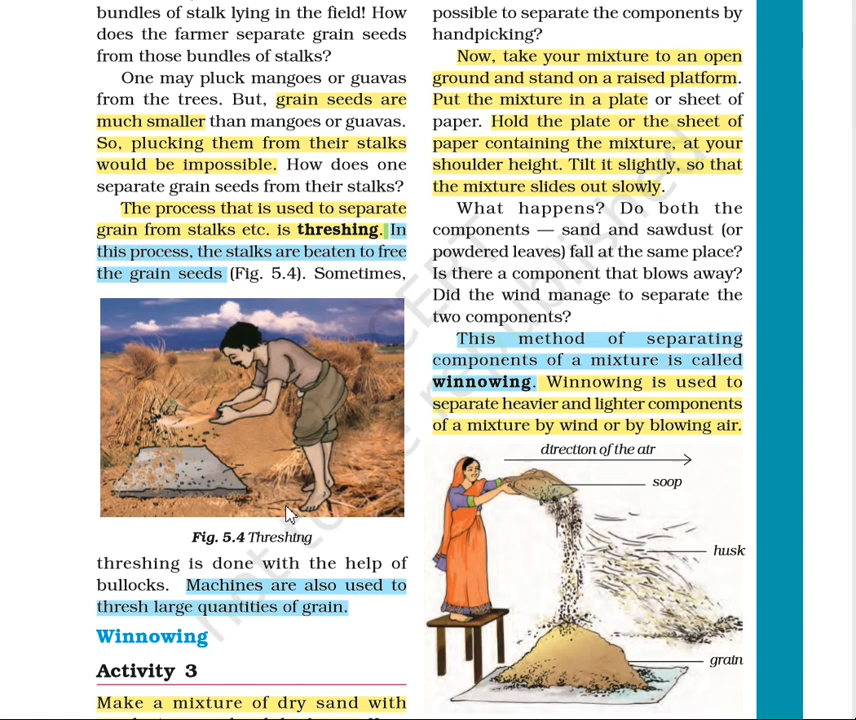 bundles of stalk lying in the field! How
does the farmer separate grain seeds
from those bundles of stalks?
One may pluck mangoes or guavas
from the trees. But, grain seeds are
much smaller than mangoes or guavas.
So, plucking them from their stalks
would be impossible. How does one
separate grain seeds from their stalks?
The process that is used to separate
grain from stalks etc. is threshing. In
this process, the stalks are beaten to free
the grain seeds (Fig. 5.4). Sometimes,
Fig. 5.4 Threshing
threshing is done with the help of
bullocks. Machines are also used to
thresh large quantities of grain.
Winnowing
Activity 3
Make a mixture of dry sand with
possible to separate the components by
handpicking?
Now, take your mixture to an open
ground and stand on a raised platform.
Put the mixture in a plate or sheet of
paper. Hold the plate or the sheet of
paper containing the mixture, at your
shoulder height. Tilt it slightly, so that
the mixture slides out slowly.
What happens? Do both the
components — sand and sawdust (or
powdered leaves) fall at the same place?
Is there a component that blows away?
Did the wind manage to separate the
two components?
This method of separating
components of a mixture is called
winnowing. Winnowing is used to
separate heavier and lighter components
of a mixture by wind or by blowing air.
direction of the air
soop
husk
grain